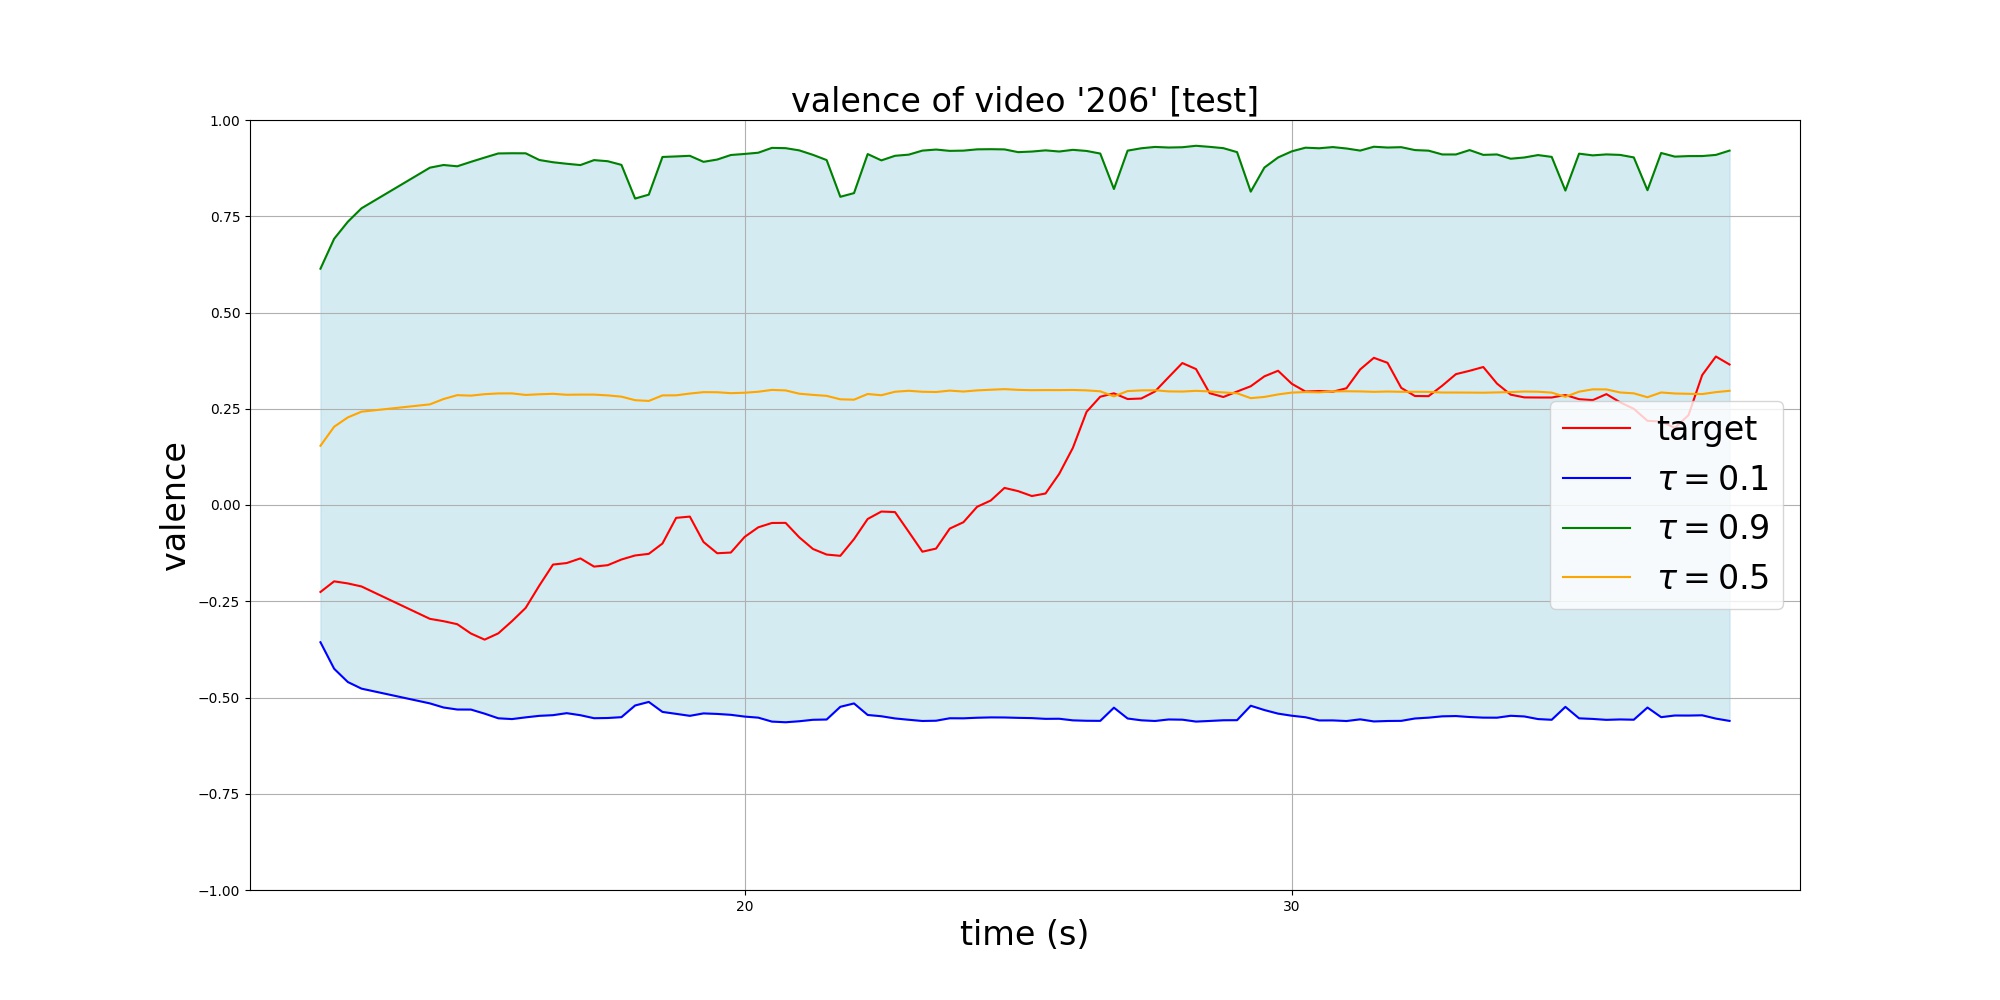 valence of video '206' [test]
1.00
0.75
0.50
0.25
0.00
−0.25
−0.50
−0.75
−1.00
valence
target
τ = 0.1
τ = 0.9
τ = 0.5
20
30
time (s)